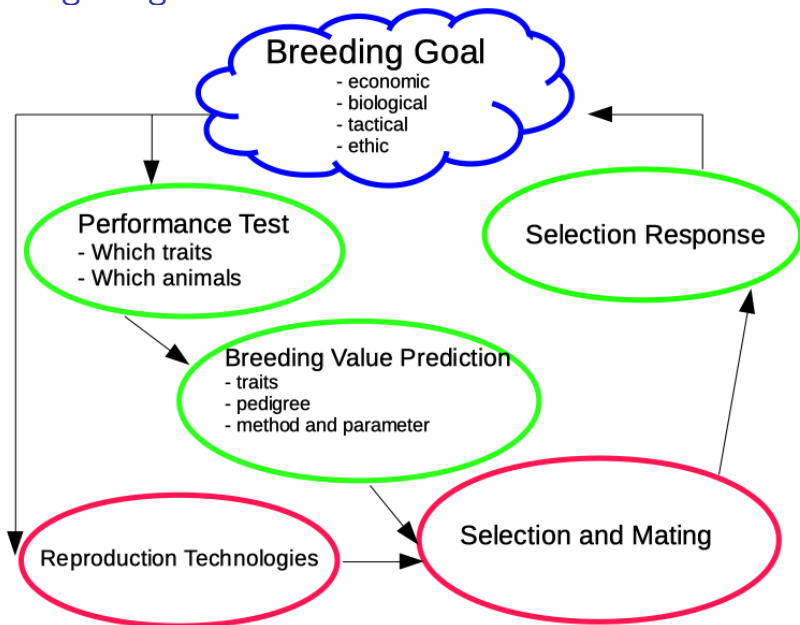 Breeding Goal
- economic
- biological
- tactical
- ethic
Performance Test
- Which traits
- Which animals
Selection Response
Breeding Value Prediction
- traits
- pedigree
- method and parameter
Selection and Mating
Reproduction Technologies